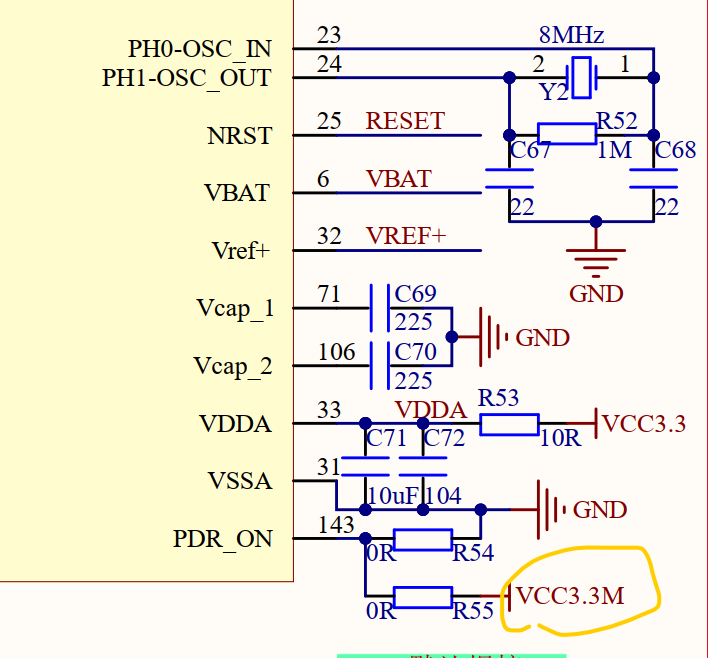 23
8MHz
PH0-OSC_IN
24
2
1
PH1-OSC_OUT
Y2
25
RESET
R52
NRST
C67
1M
C68
6
VBAT
VBAT
22
22
32
VREF+
Vref+
GND
71
C69
Vcap_1
225
GND
106
C70
Vcap_2
225
R53
33
VDDA
VDDA
10R
VCC3.3
C71
C72
31
VSSA
10uF
104
GND
143
PDR_ON
0R
R54
VCC3.3M
0R
R55